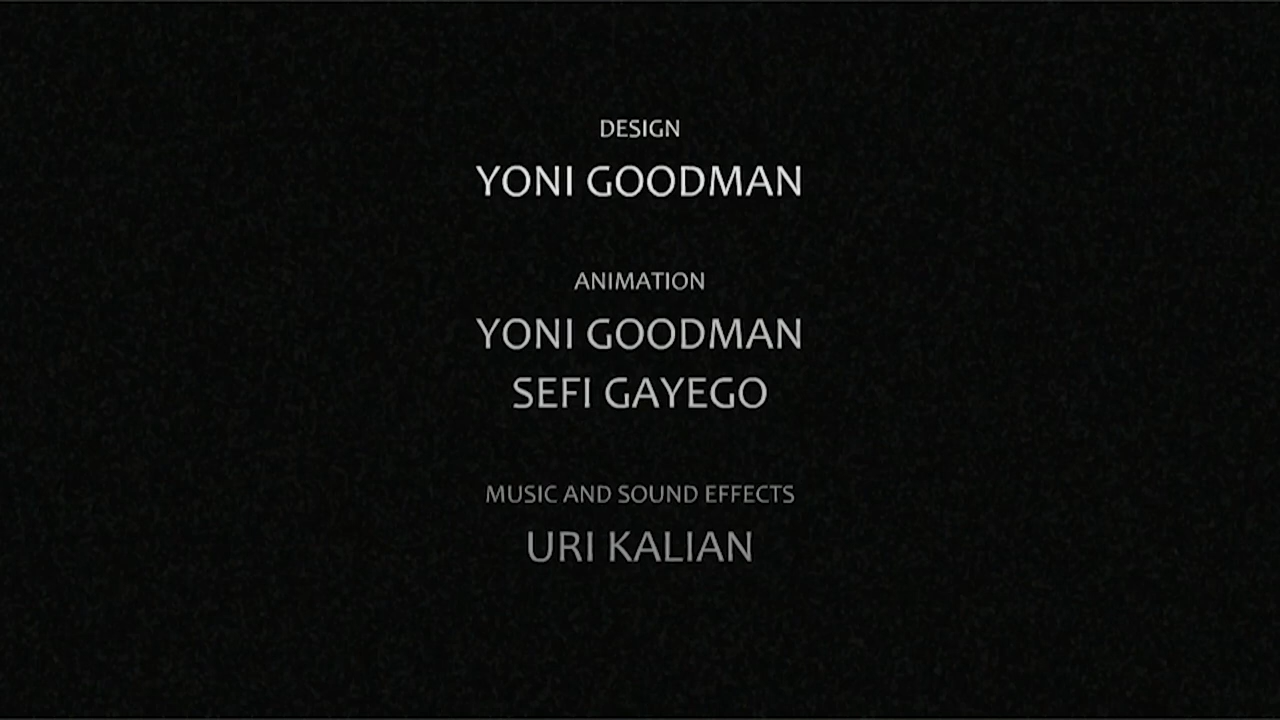 DESIGN
YONI GOODMAN
ANIMATION
YONI GOODMAN
SEFI GAYEGO
MUSIC AND SOUND EFFECTS
URI KALIAN